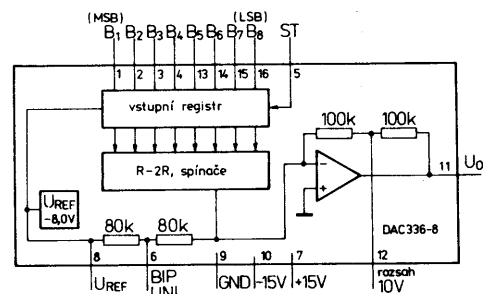 (MSB) (LSB)
B1 B2 B3 B4 B5 B6 B7 B8 ST
1 2 3 4 13 14 15 16 5
vstupní registr
100k 100k
R-2R, spínače
11 U0
UREF
-8,0V
80k 80k
DAC336-8
8 6 9 10 7 12
UREF BIP GND -15V +15V rozsah
UNI 10V